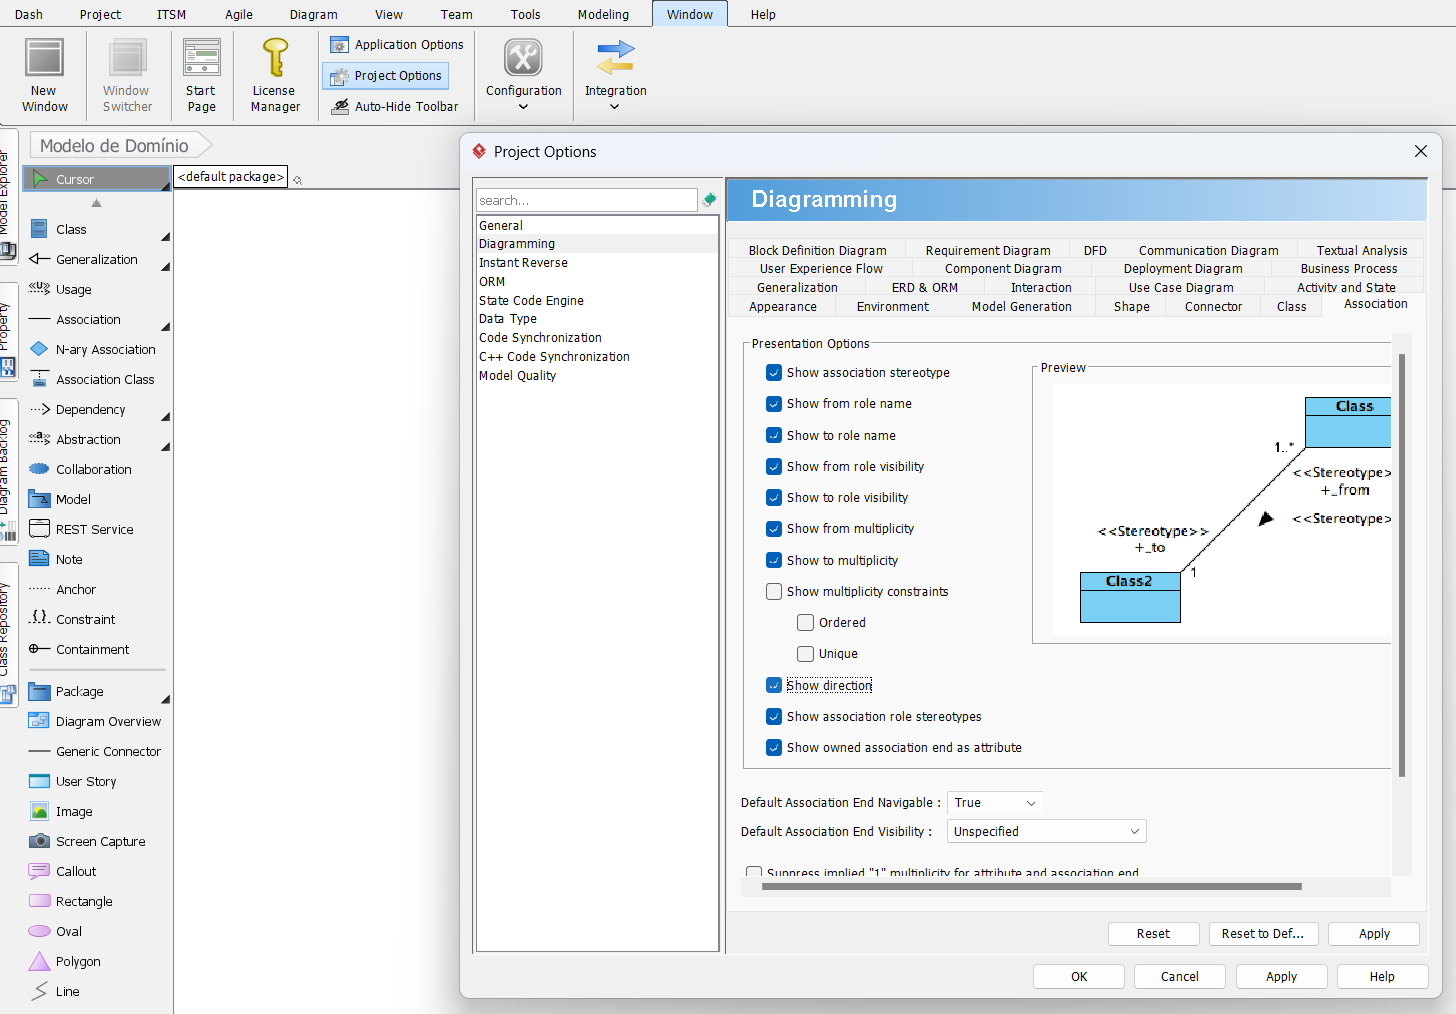 Dash Project ITSM Agile Diagram View Team Tools Modeling Window Help
New Window
Window Switcher
Start Page
License Manager
Application Options
Project Options
Auto-Hide Toolbar
Configuration
Integration
Model Explorer
Property
Diagram Backlog
Class Repository
Modelo de Domínio
<default package>
Cursor
Class
Generalization
Usage
Association
N-ary Association
Association Class
Dependency
Abstraction
Collaboration
Model
REST Service
Note
Anchor
Constraint
Containment
Package
Diagram Overview
Generic Connector
User Story
Image
Screen Capture
Callout
Rectangle
Oval
Polygon
Line
Project Options
search...
General
Diagramming
Instant Reverse
ORM
State Code Engine
Data Type
Code Synchronization
C++ Code Synchronization
Model Quality
Diagramming
Block Definition Diagram Requirement Diagram DFD Communication Diagram Textual Analysis
User Experience Flow Component Diagram Deployment Diagram Business Process
Generalization ERD & ORM Interaction Use Case Diagram Activity and State
Appearance Environment Model Generation Shape Connector Class Association
Presentation Options
Show association stereotype
Show from role name
Show to role name
Show from role visibility
Show to role visibility
Show from multiplicity
Show to multiplicity
Show multiplicity constraints
Ordered
Unique
Show direction
Show association role stereotypes
Show owned association end as attribute
Preview
Class
1..*
<<Stereotype>
+_from
<<Stereotype>
<<Stereotype>>
+_to
1
Class2
Default Association End Navigable : True
Default Association End Visibility : Unspecified
Suppress implied "1" multiplicity for attribute and association end
Reset Reset to Def... Apply
OK Cancel Apply Help